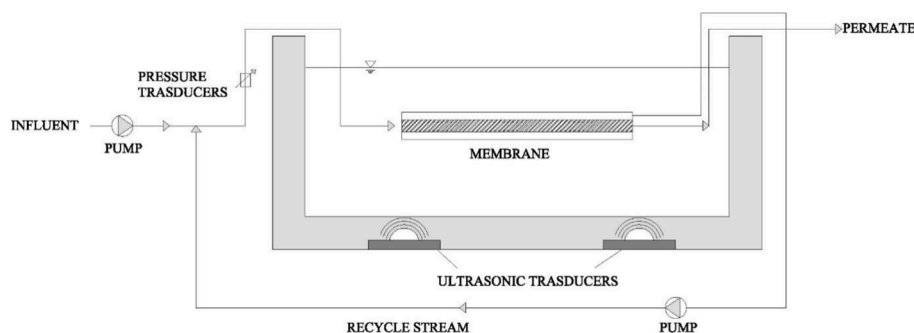 PERMEATE
PRESSURE
TRASDUCERS
INFLUENT
PUMP
MEMBRANE
ULTRASONIC TRASDUCERS
RECYCLE STREAM
PUMP